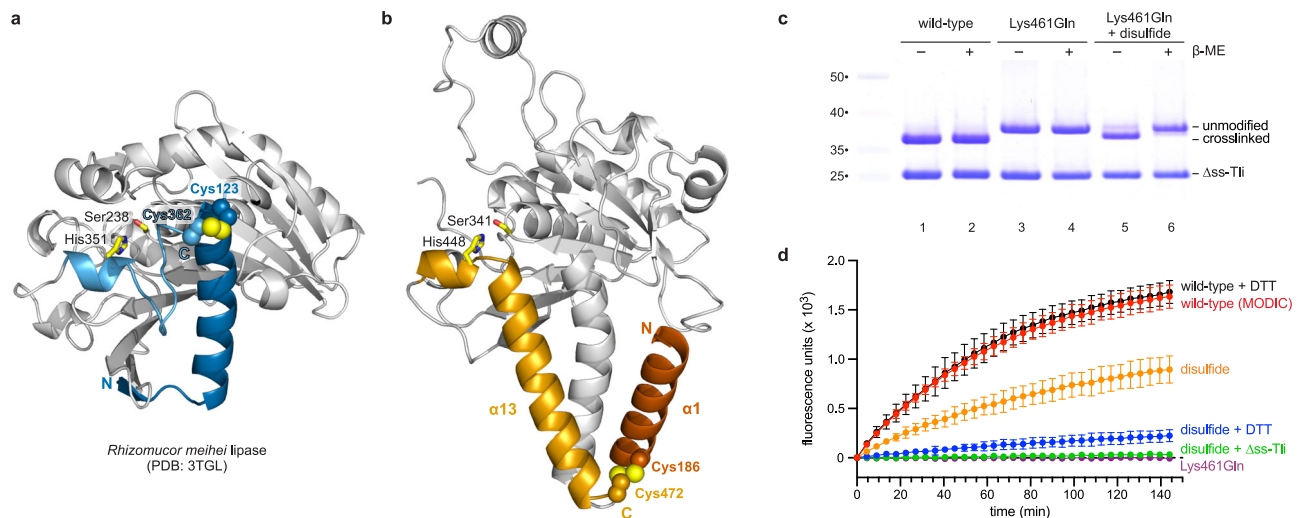 a
Cys123
Cys362
Ser238
His351
C
N
Rhizomucor meihei lipase
(PDB: 3TGL)
b
Ser341
His448
N
α13
α1
Cys186
Cys472
C
c
wild-type
Lys461Gln
Lys461Gln
+ disulfide
– + – + – + β-ME
50•
40•
35•
25•
– unmodified
– crosslinked
– Δss-Tli
1 2 3 4 5 6
d
fluorescence units (x 10³)
2.0
1.5
1.0
0.5
0
0 20 40 60 80 100 120 140
time (min)
wild-type + DTT
wild-type (MODIC)
disulfide
disulfide + DTT
disulfide + Δss-Tli
Lys461Gln